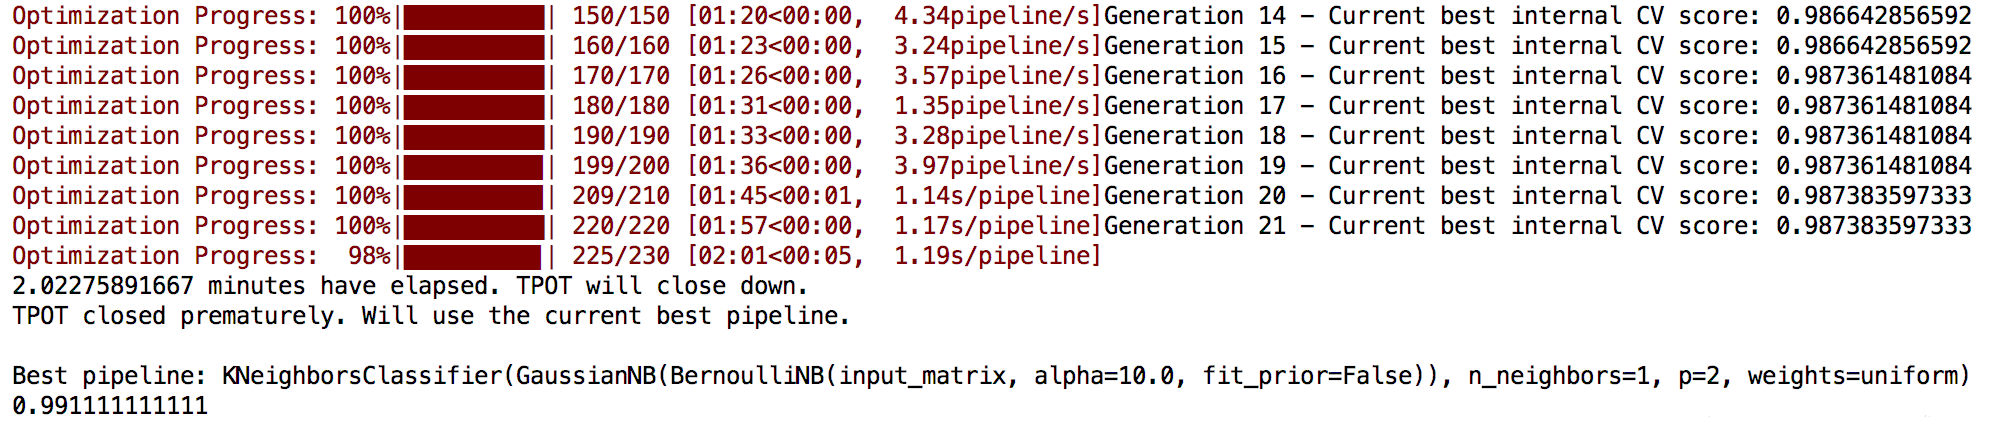 Optimization Progress: 100%|██████████| 150/150 [01:20<00:00,  4.34pipeline/s]Generation 14 - Current best internal CV score: 0.986642856592
Optimization Progress: 100%|██████████| 160/160 [01:23<00:00,  3.24pipeline/s]Generation 15 - Current best internal CV score: 0.986642856592
Optimization Progress: 100%|██████████| 170/170 [01:26<00:00,  3.57pipeline/s]Generation 16 - Current best internal CV score: 0.987361481084
Optimization Progress: 100%|██████████| 180/180 [01:31<00:00,  1.35pipeline/s]Generation 17 - Current best internal CV score: 0.987361481084
Optimization Progress: 100%|██████████| 190/190 [01:33<00:00,  3.28pipeline/s]Generation 18 - Current best internal CV score: 0.987361481084
Optimization Progress: 100%|█████████▉| 199/200 [01:36<00:00,  3.97pipeline/s]Generation 19 - Current best internal CV score: 0.987361481084
Optimization Progress: 100%|█████████▉| 209/210 [01:45<00:01,  1.14s/pipeline]Generation 20 - Current best internal CV score: 0.987383597333
Optimization Progress: 100%|██████████| 220/220 [01:57<00:00,  1.17s/pipeline]Generation 21 - Current best internal CV score: 0.987383597333
Optimization Progress:  98%|█████████▊| 225/230 [02:01<00:05,  1.19s/pipeline]
2.02275891667 minutes have elapsed. TPOT will close down.
TPOT closed prematurely. Will use the current best pipeline.
Best pipeline: KNeighborsClassifier(GaussianNB(BernoulliNB(input_matrix, alpha=10.0, fit_prior=False)), n_neighbors=1, p=2, weights=uniform)
0.991111111111